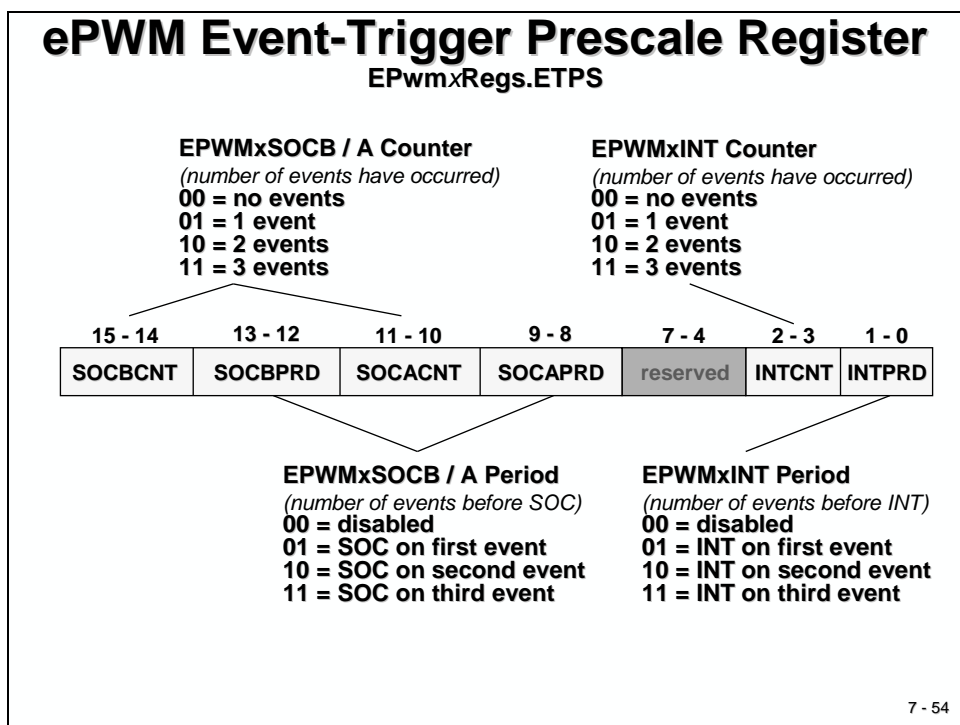 ePWM Event-Trigger Prescale Register
EPwmxRegs.ETPS
EPWMxSOCB / A Counter
(number of events have occurred)
00 = no events
01 = 1 event
10 = 2 events
11 = 3 events
EPWMxINT Counter
(number of events have occurred)
00 = no events
01 = 1 event
10 = 2 events
11 = 3 events
15 - 14 13 - 12 11 - 10 9 - 8 7 - 4 2 - 3 1 - 0
SOCBCNT SOCBPRD SOCACNT SOCAPRD reserved INTCNT INTPRD
EPWMxSOCB / A Period
(number of events before SOC)
00 = disabled
01 = SOC on first event
10 = SOC on second event
11 = SOC on third event
EPWMxINT Period
(number of events before INT)
00 = disabled
01 = INT on first event
10 = INT on second event
11 = INT on third event
7 - 54